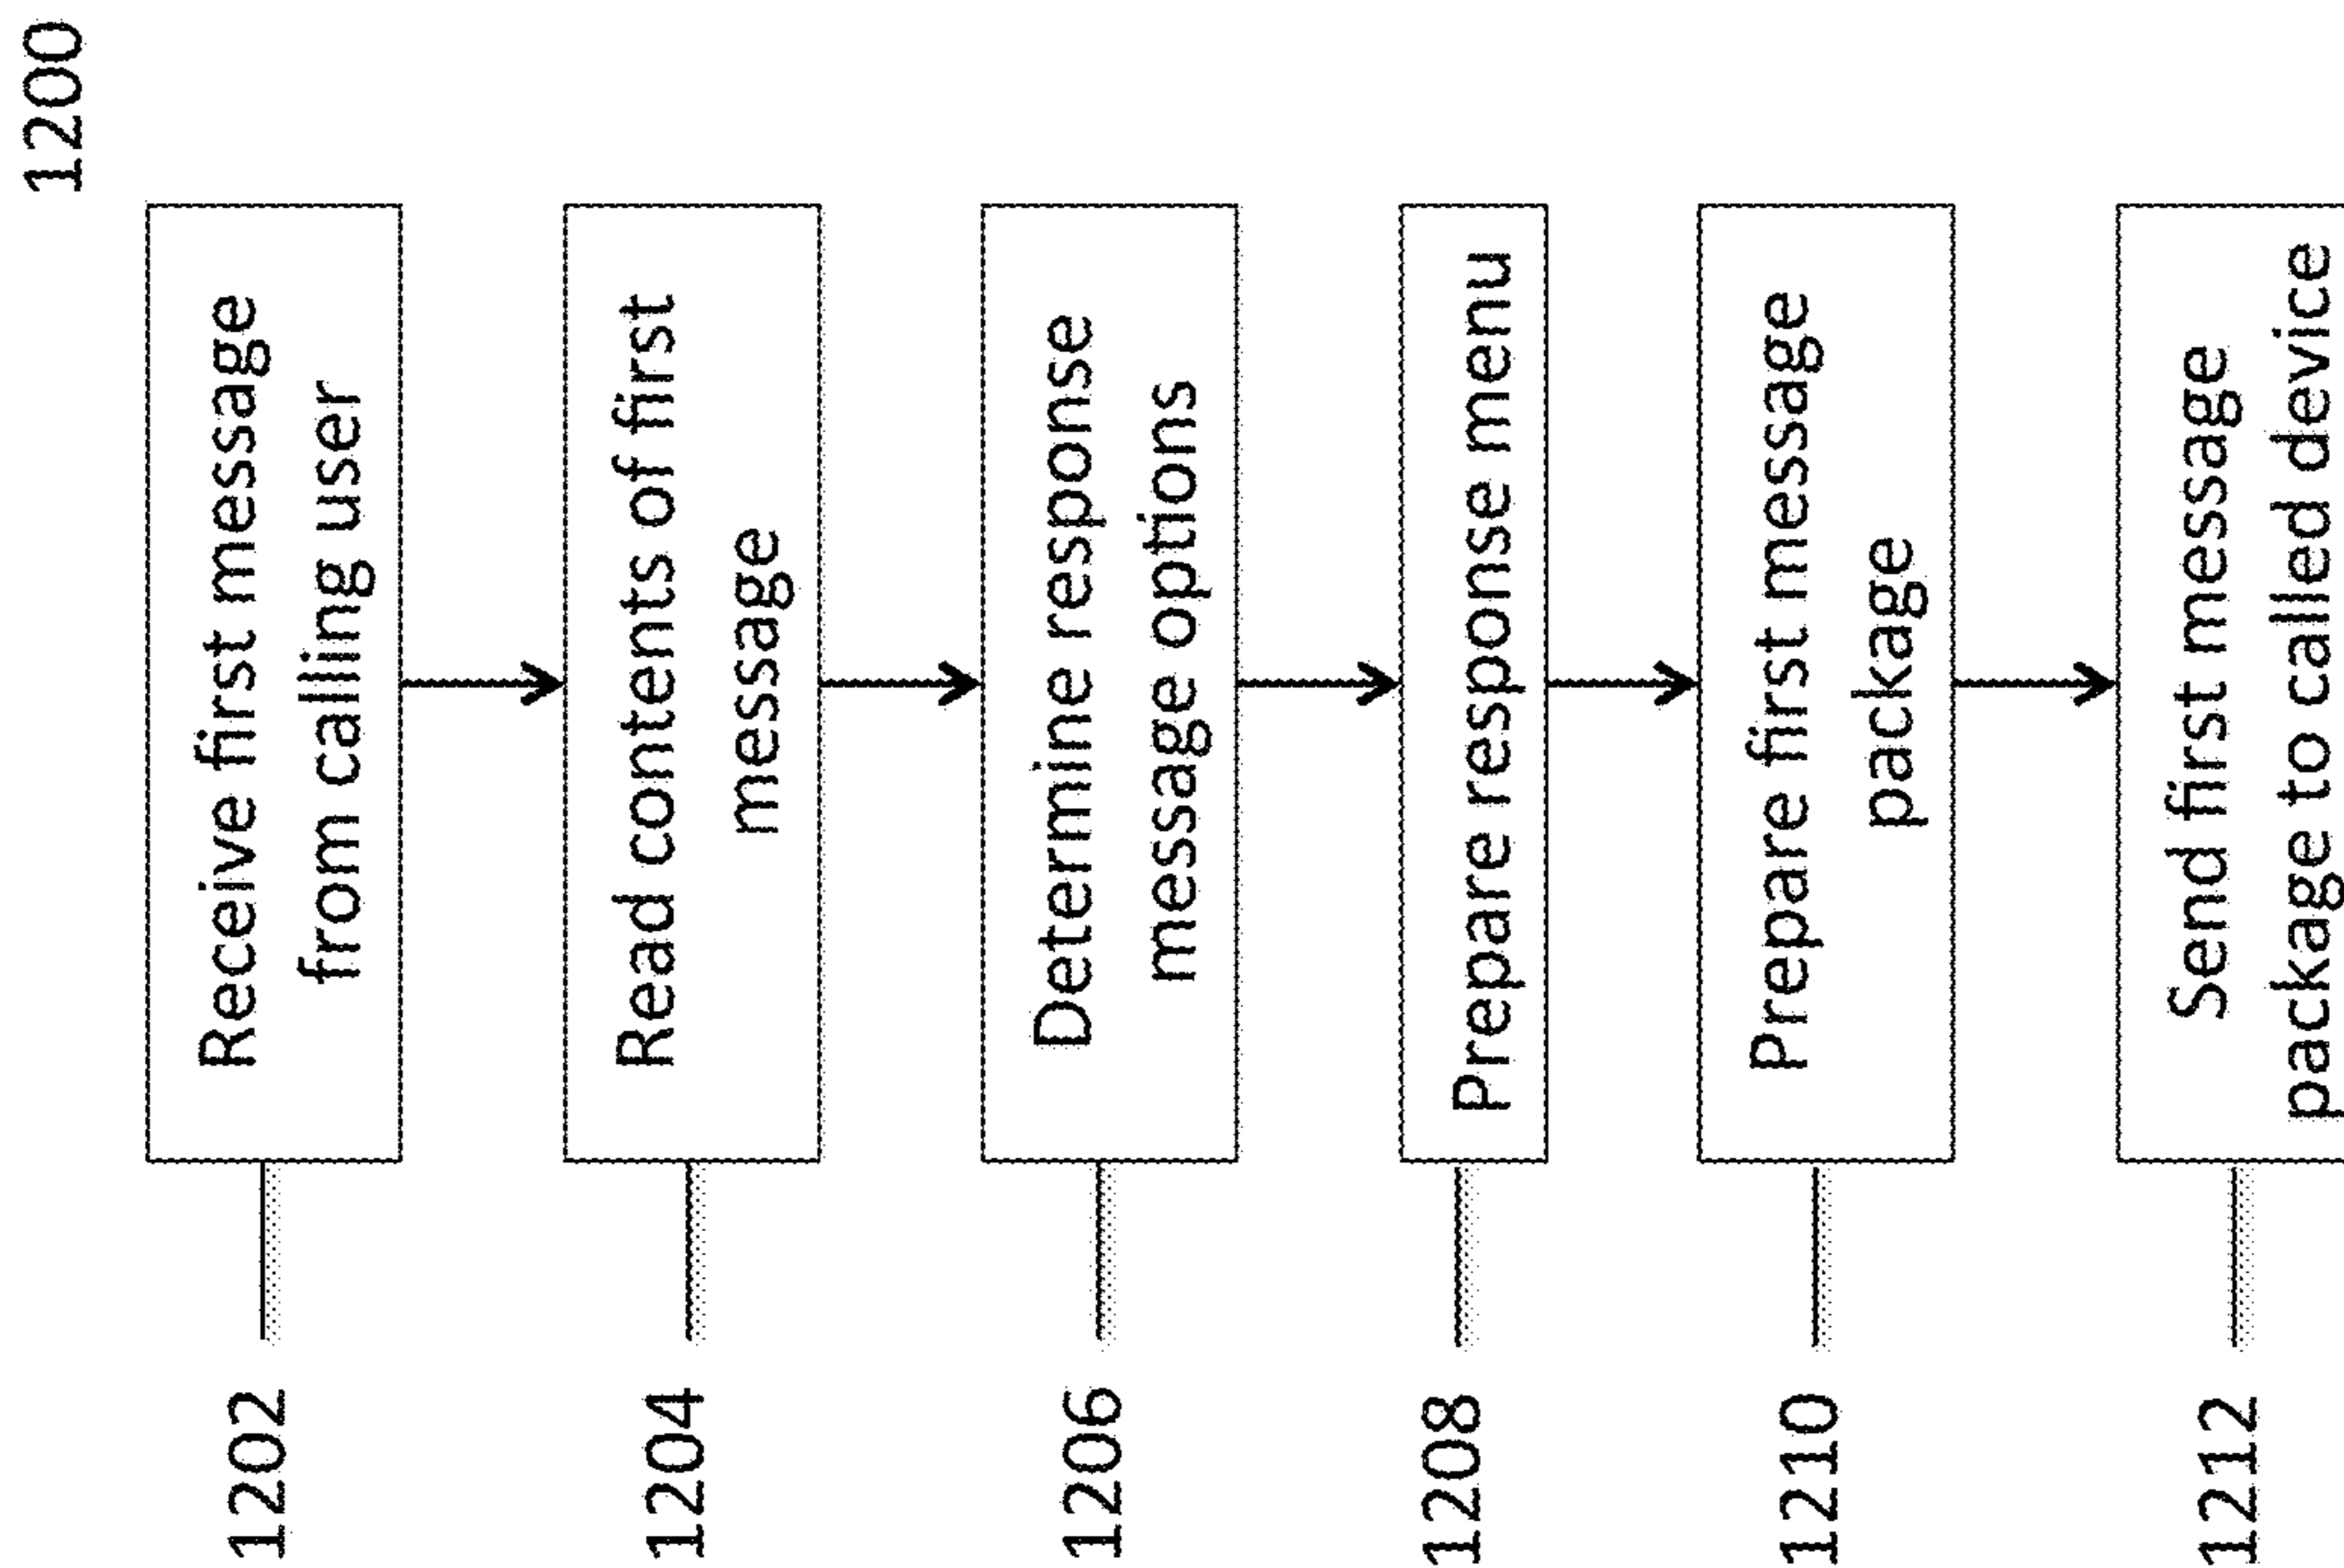 1200
1202
Receive first message
from calling user
1204
Read contents of first
message
1206
Determine response
message options
1208
Prepare response menu
1210
Prepare first message
package
1212
Send first message
package to called device